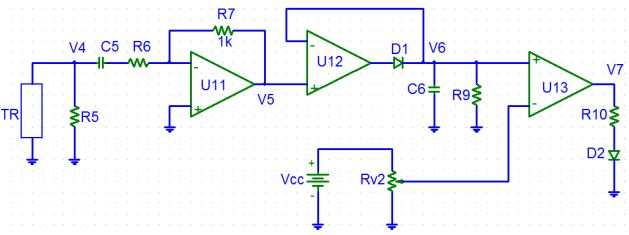 R7
1k
V4
C5
R6
-
+
U11
V5
-
+
U12
D1
V6
C6
R9
+
-
U13
V7
R10
D2
TR
R5
+
Vcc
-
Rv2